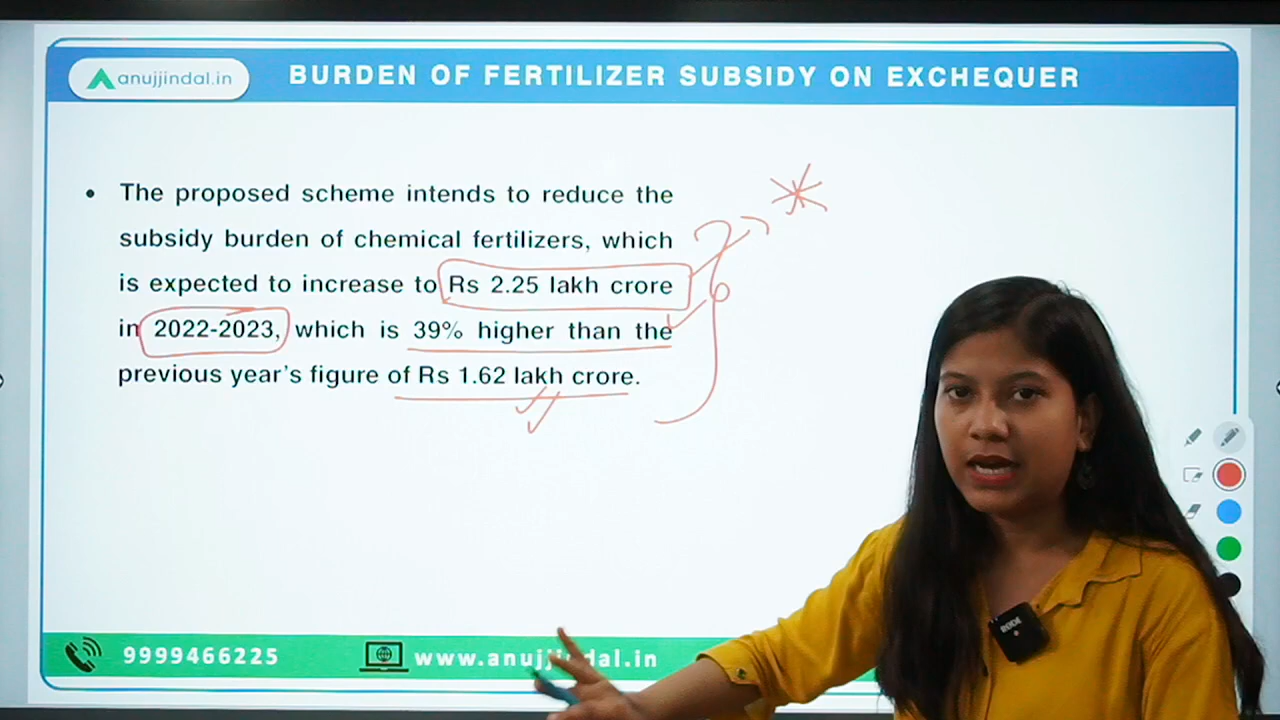 anujjindal.in
BURDEN OF FERTILIZER SUBSIDY ON EXCHEQUER
• The proposed scheme intends to reduce the
subsidy burden of chemical fertilizers, which
is expected to increase to Rs 2.25 lakh crore
in 2022-2023, which is 39% higher than the
previous year's figure of Rs 1.62 lakh crore.
9999466225
www.anujjindal.in
RODE